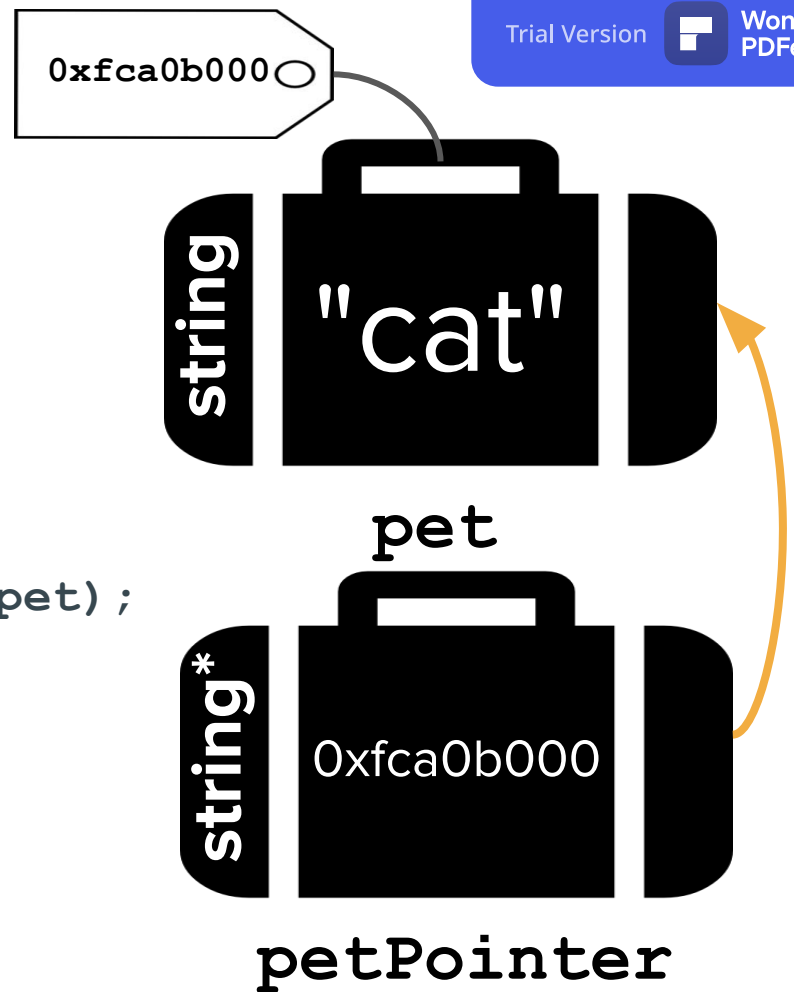 Trial Version
0xfca0b000
string
"cat"
pet
pet);
string*
0xfca0b000
petPointer